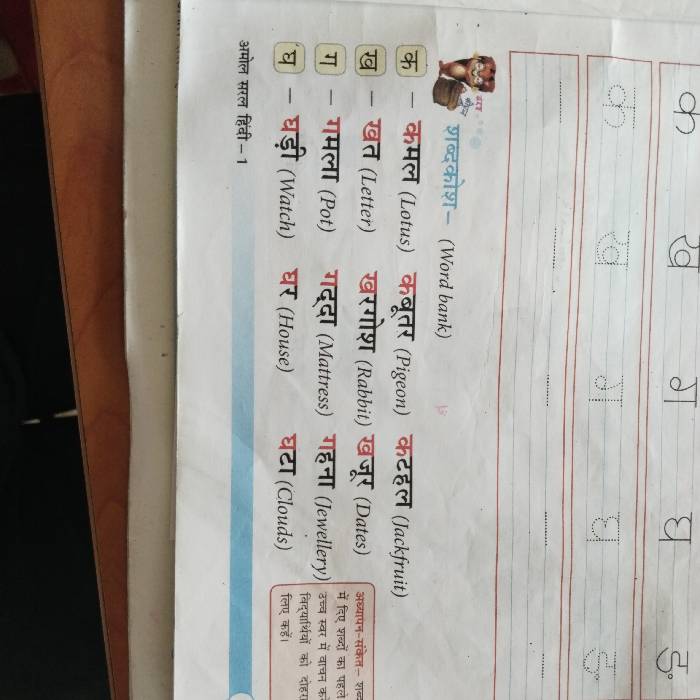 क ख ग घ ङ
क ख ग घ ङ
शब्दकोश – (Word bank)
क – कमल (Lotus) कबूतर (Pigeon) कटहल (Jackfruit)
ख – खत (Letter) खरगोश (Rabbit) खजूर (Dates)
ग – गमला (Pot) गद्दा (Mattress) गहना (Jewellery)
घ – घड़ी (Watch) घर (House) घटा (Clouds)
अध्यापन-संकेत –
में दिए शब्दों का पहले
उच्च स्वर में वाचन
विद्यार्थियों को
लिए कहें।
अमोल सरल हिंदी – 1